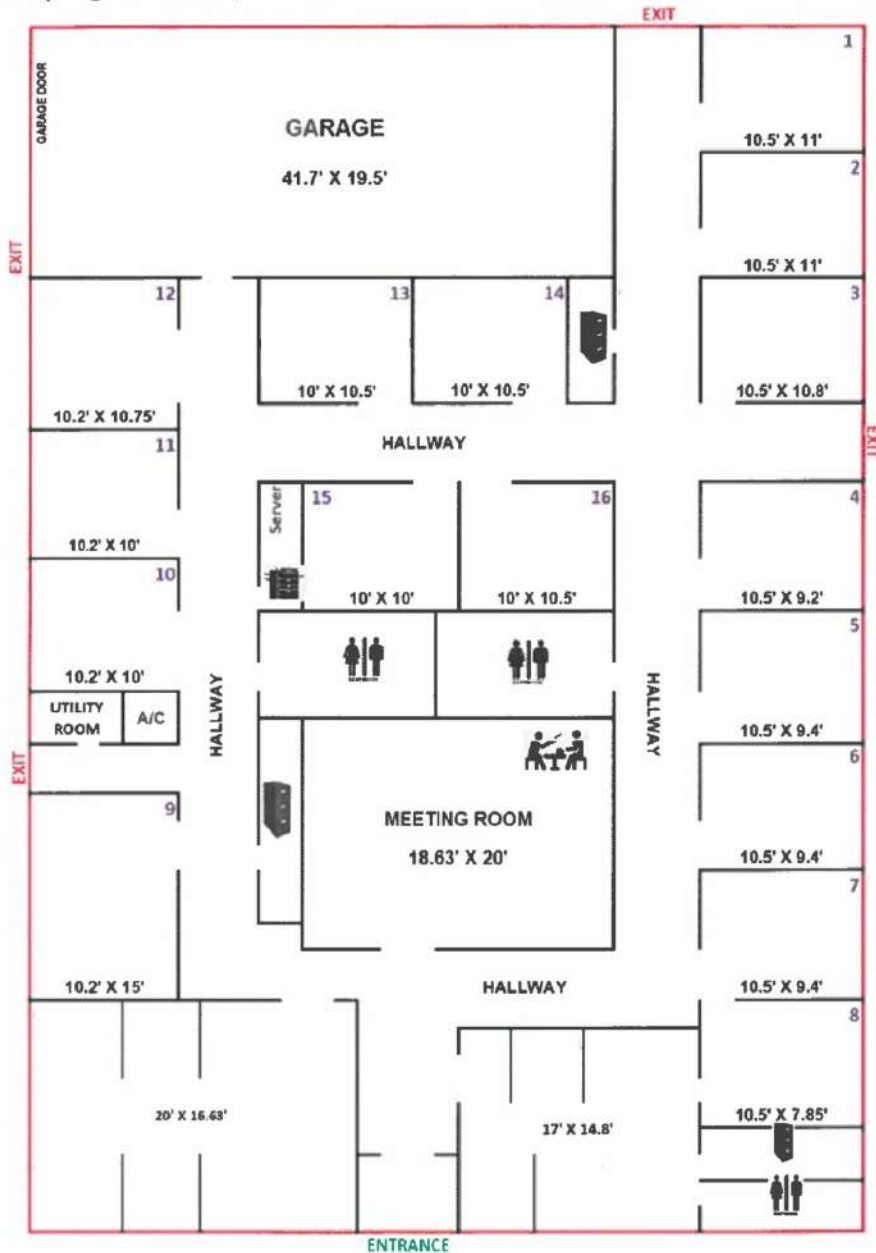 EXIT
GARAGE DOOR
GARAGE
41.7' X 19.5'
1
10.5' X 11'
2
10.5' X 11'
EXIT
12
13
14
3
10' X 10.5'
10' X 10.5'
10.5' X 10.8'
10.2' X 10.75'
11
HALLWAY
EXIT
Server
15
16
4
10.2' X 10'
10
10' X 10'
10' X 10.5'
10.5' X 9.2'
5
10.2' X 10'
UTILITY
ROOM
A/C
HALLWAY
HALLWAY
10.5' X 9.4'
6
EXIT
9
MEETING ROOM
18.63' X 20'
10.5' X 9.4'
7
10.2' X 15'
HALLWAY
10.5' X 9.4'
8
20' X 16.63'
17' X 14.8'
10.5' X 7.85'
ENTRANCE